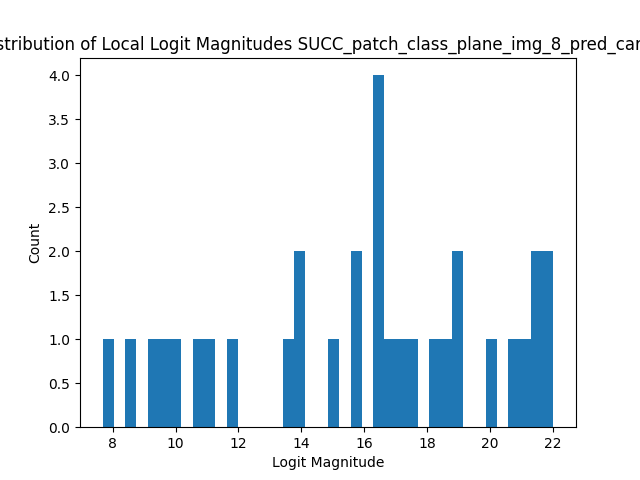 stribution of Local Logit Magnitudes SUCC_patch_class_plane_img_8_pred_car
4.0
3.5
3.0
2.5
2.0
1.5
1.0
0.5
0.0
Count
8 10 12 14 16 18 20 22
Logit Magnitude